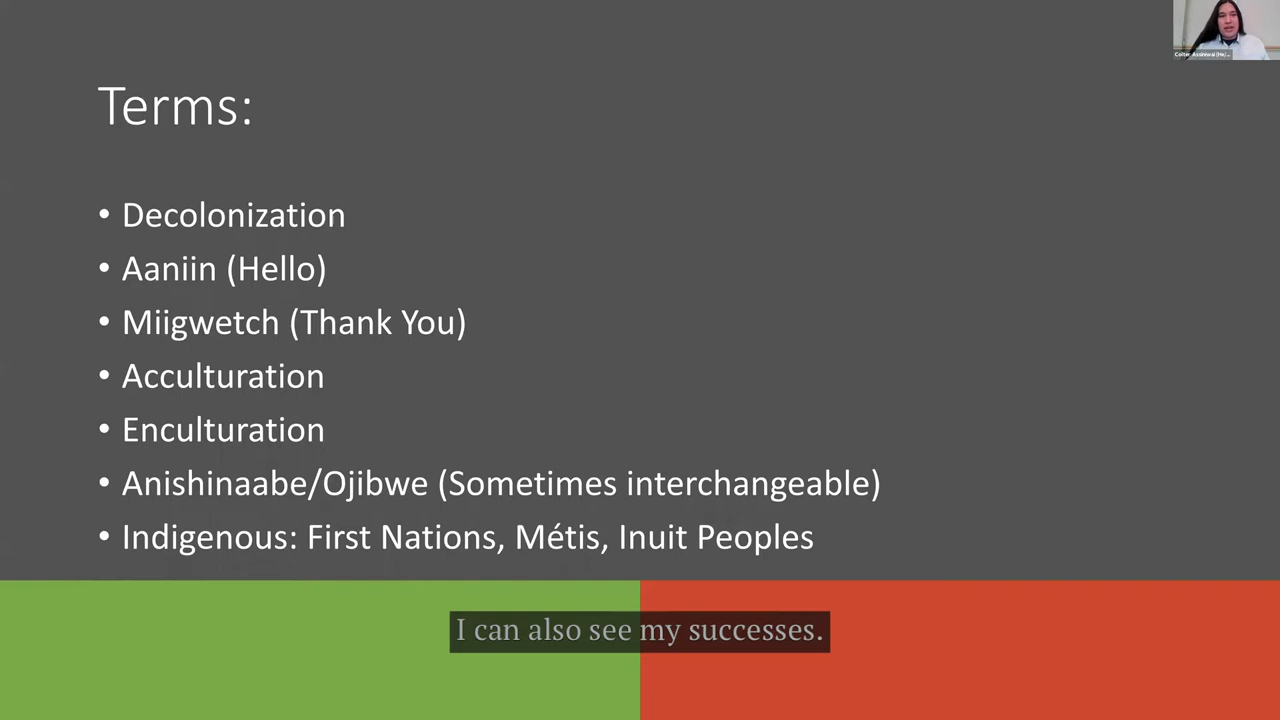 Terms:
• Decolonization
• Aaniin (Hello)
• Miigwetch (Thank You)
• Acculturation
• Enculturation
• Anishinaabe/Ojibwe (Sometimes interchangeable)
• Indigenous: First Nations, Métis, Inuit Peoples
I can also see my successes.